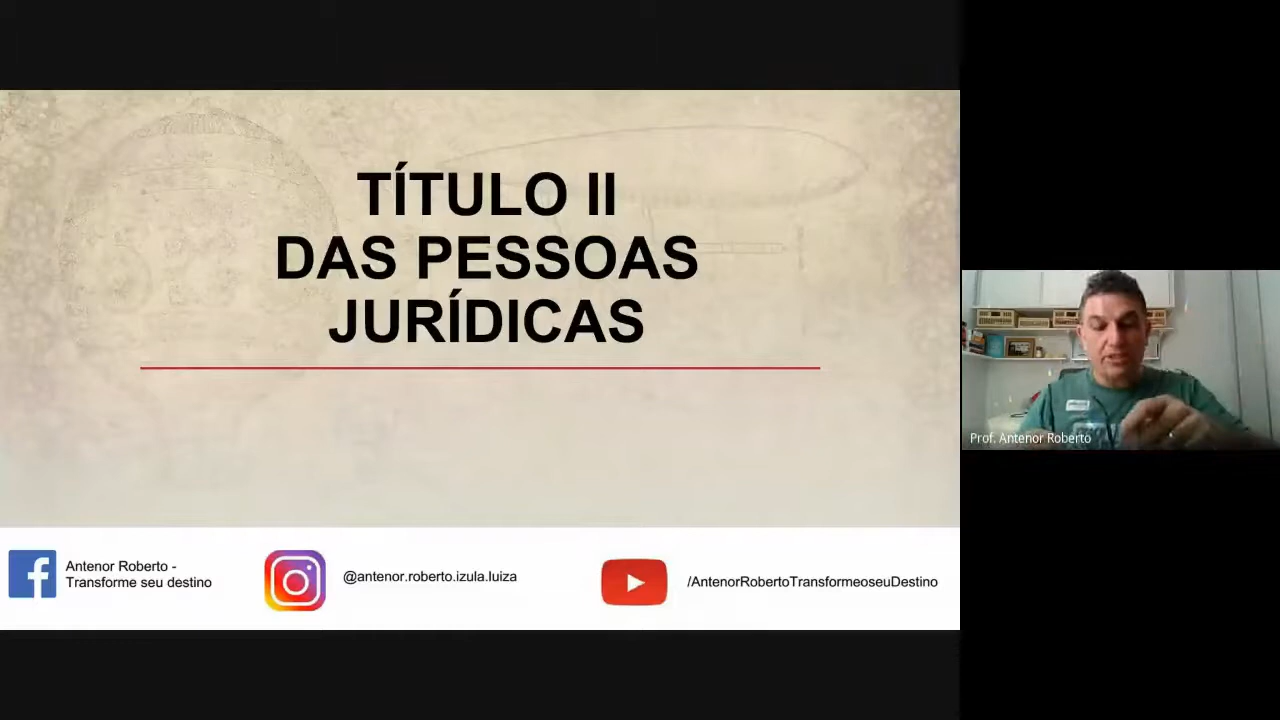 TÍTULO II
DAS PESSOAS
JURÍDICAS
Antenor Roberto -
Transforme seu destino
@antenor.roberto.izula.luiza
/AntenorRobertoTransformeoseuDestino
Prof. Antenor Roberto